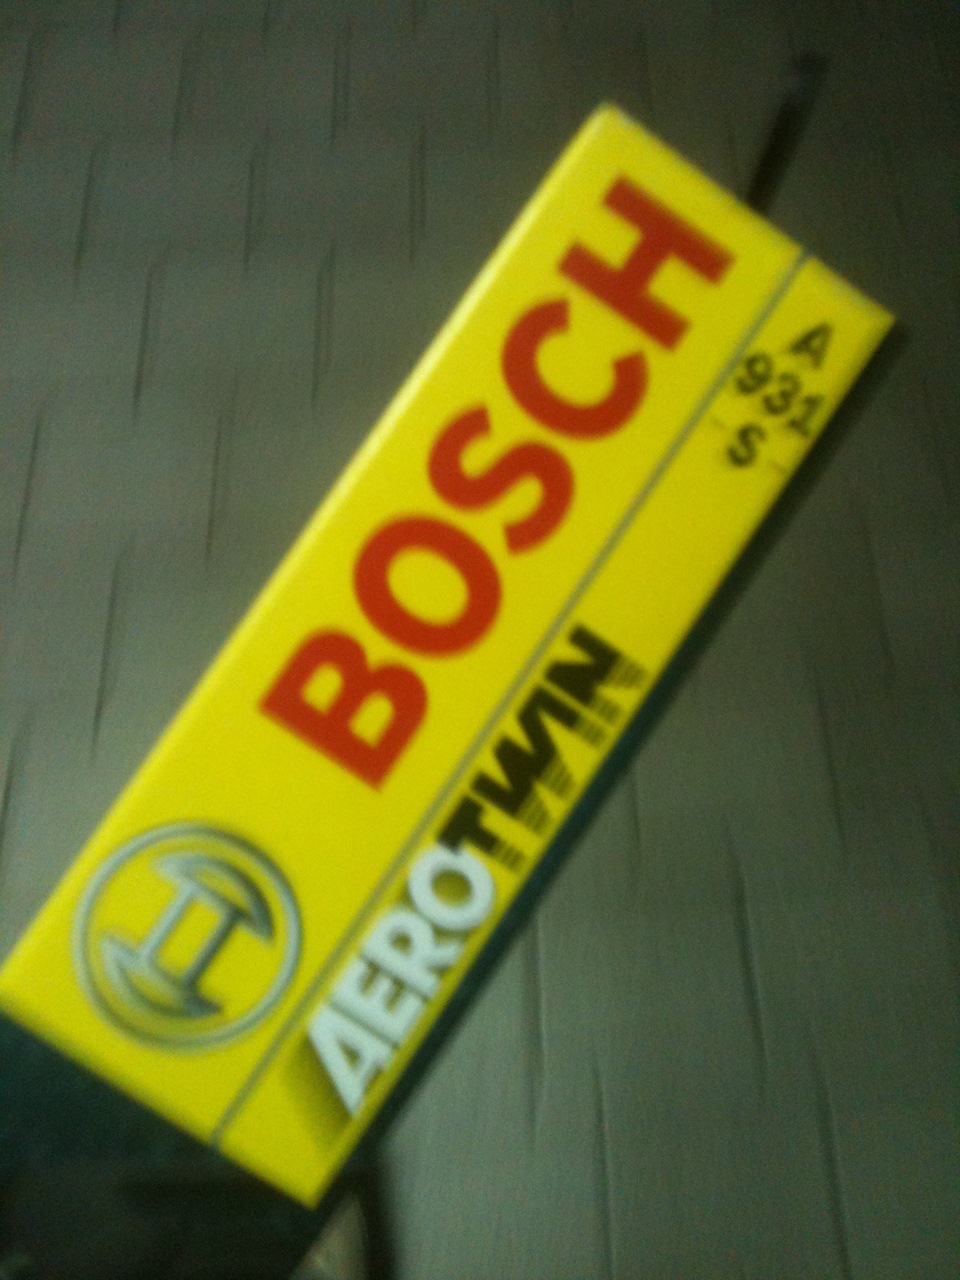 BOSCH
AEROTWIN
A
931
S